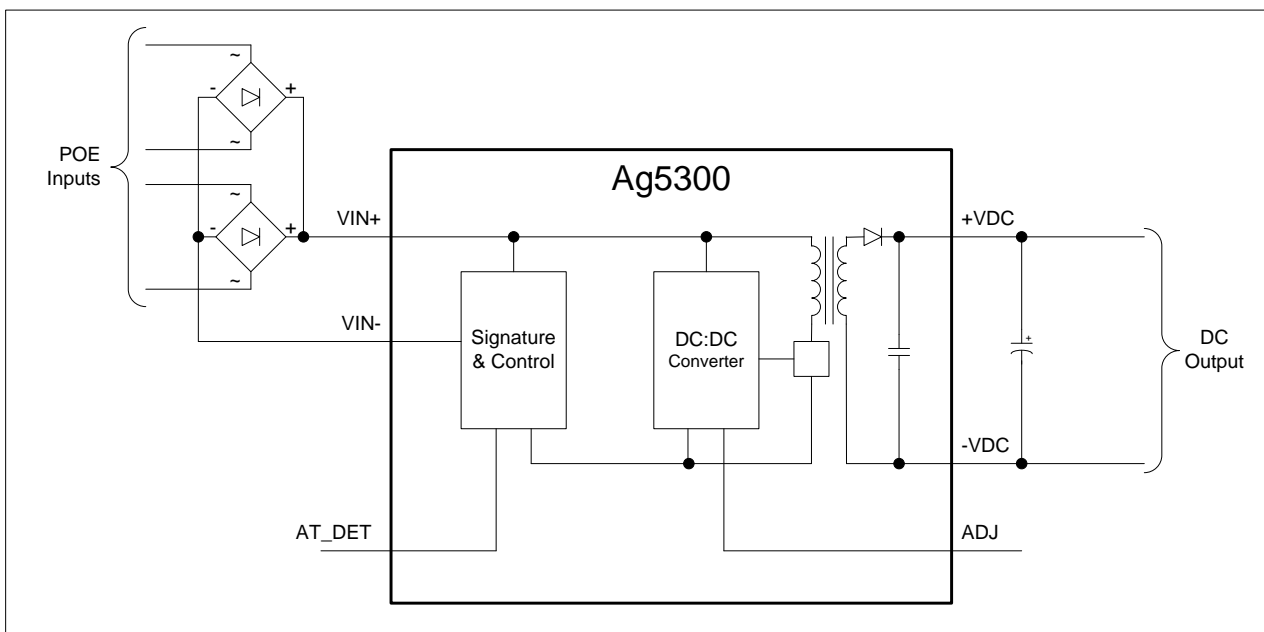 ~
- +
~
POE
Inputs
~
- +
~
Ag5300
VIN+
VIN-
Signature
& Control
DC:DC
Converter
+VDC
-VDC
+
DC
Output
AT_DET
ADJ